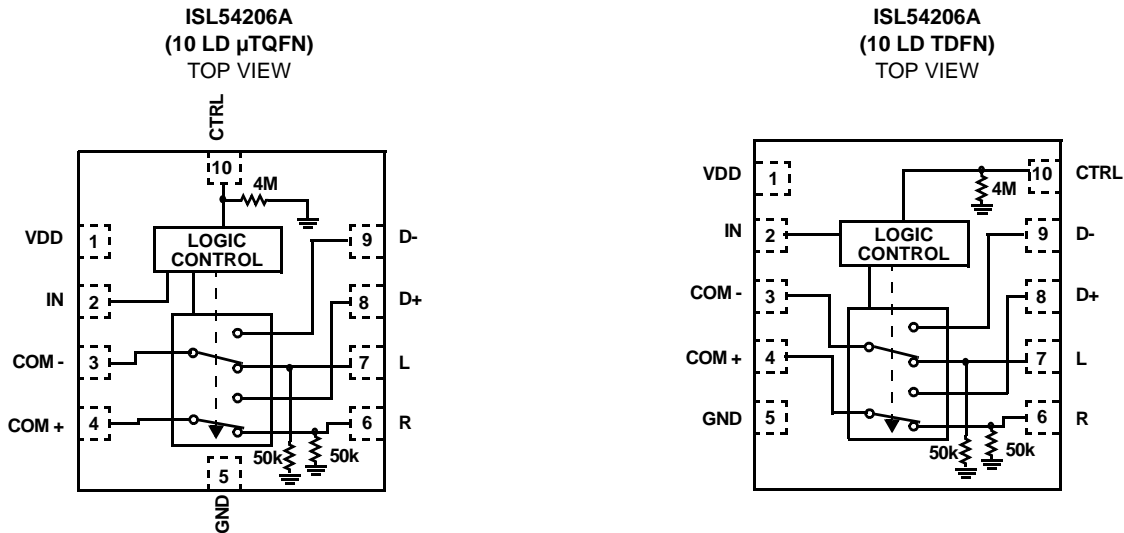 ISL54206A
(10 LD µTQFN)
TOP VIEW
CTRL
10
4M
VDD
1
LOGIC
CONTROL
9
D-
IN
2
8
D+
COM -
3
7
L
COM +
4
6
R
50k
50k
5
GND
ISL54206A
(10 LD TDFN)
TOP VIEW
VDD
1
10
CTRL
4M
IN
2
LOGIC
CONTROL
9
D-
COM -
3
8
D+
COM +
4
7
L
GND
5
6
R
50k
50k